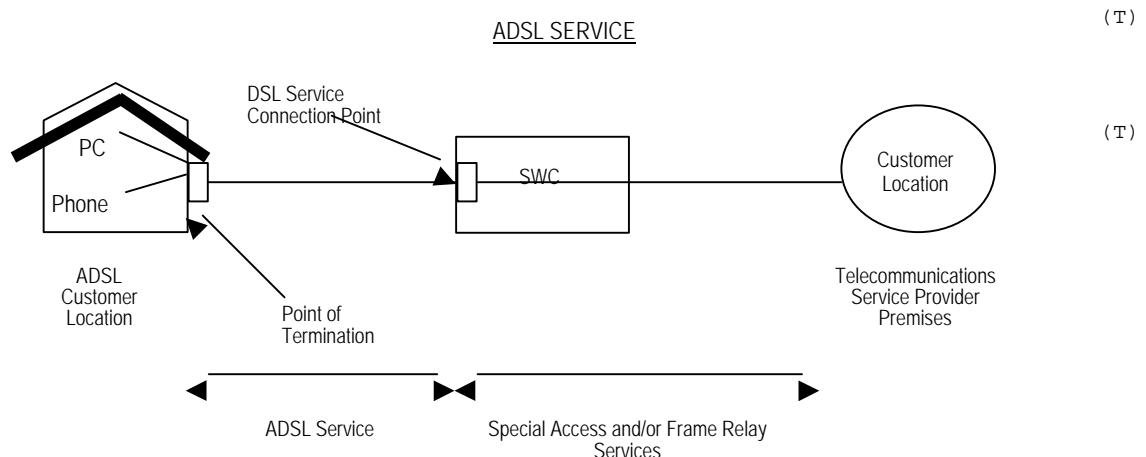 (T)
ADSL SERVICE
DSL Service
Connection Point
(T)
PC
Phone
SWC
Customer
Location
ADSL
Customer
Location
Point of
Termination
Telecommunications
Service Provider
Premises
ADSL Service
Special Access and/or Frame Relay
Services